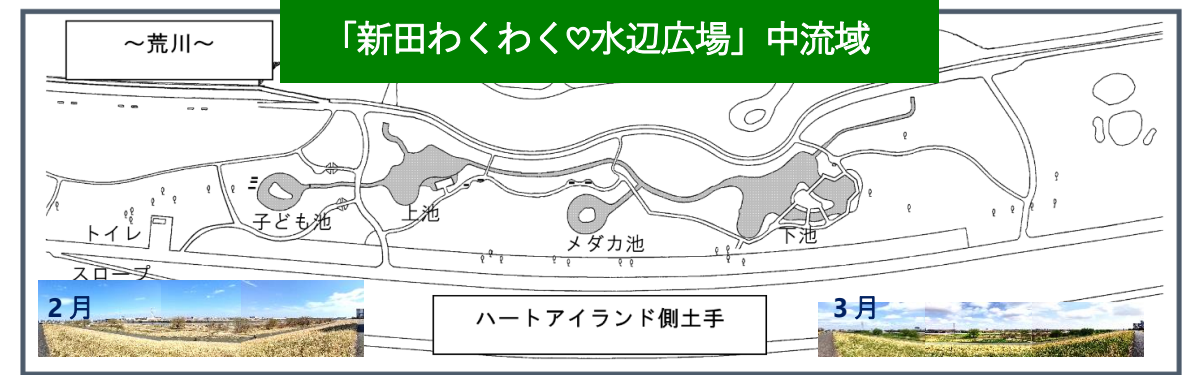 「新田わくわく♡水辺広場」中流域
～荒川～
子ども池
上池
メダカ池
下池
トイレ
スロープ
2月
ハートアイランド側土手
3月